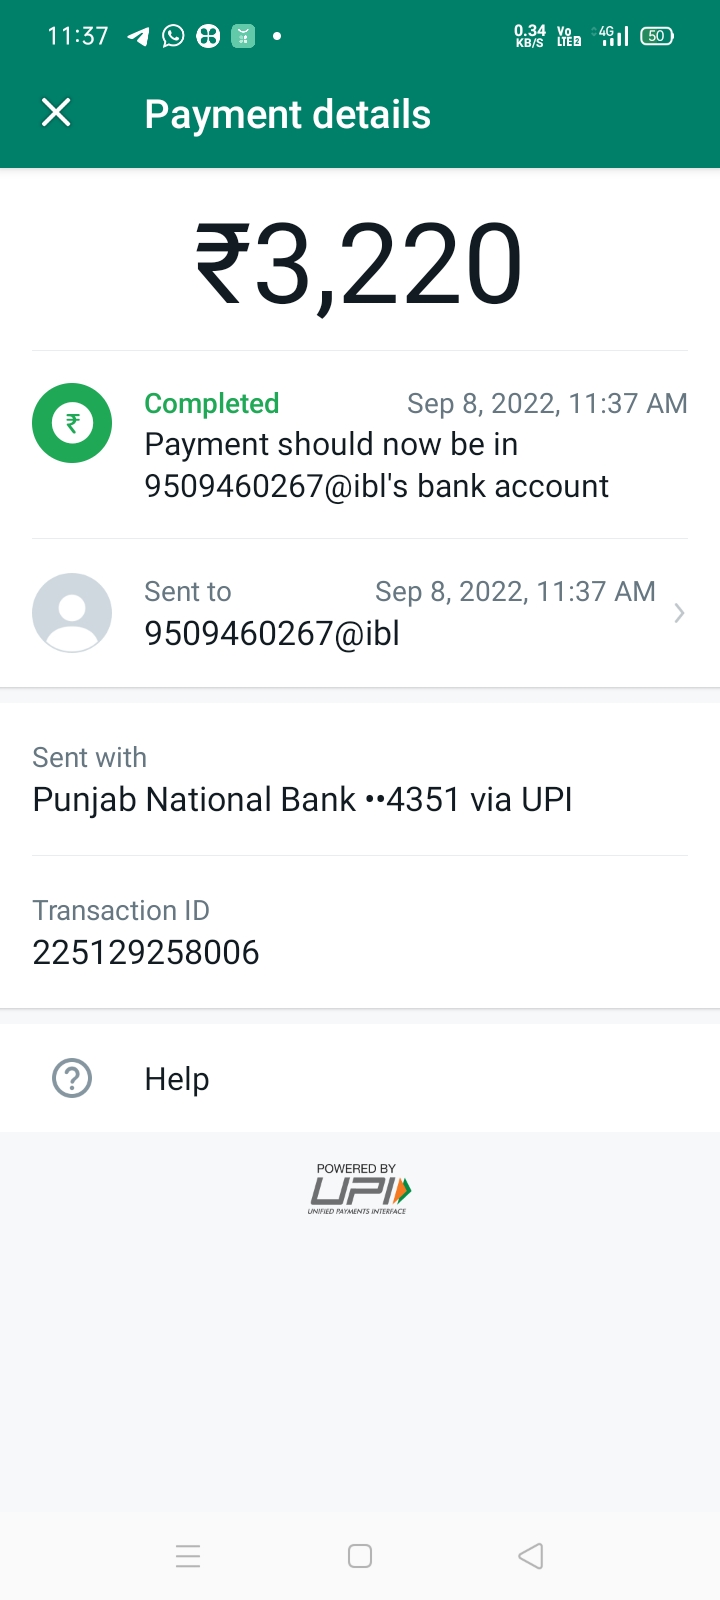 11:37
0.34 KB/S Vo LTE2 4G 50
Payment details
₹3,220
₹
Completed Sep 8, 2022, 11:37 AM
Payment should now be in
9509460267@ibl's bank account
Sent to Sep 8, 2022, 11:37 AM
9509460267@ibl
Sent with
Punjab National Bank ••4351 via UPI
Transaction ID
225129258006
? Help
POWERED BY
UPI
UNIFIED PAYMENTS INTERFACE